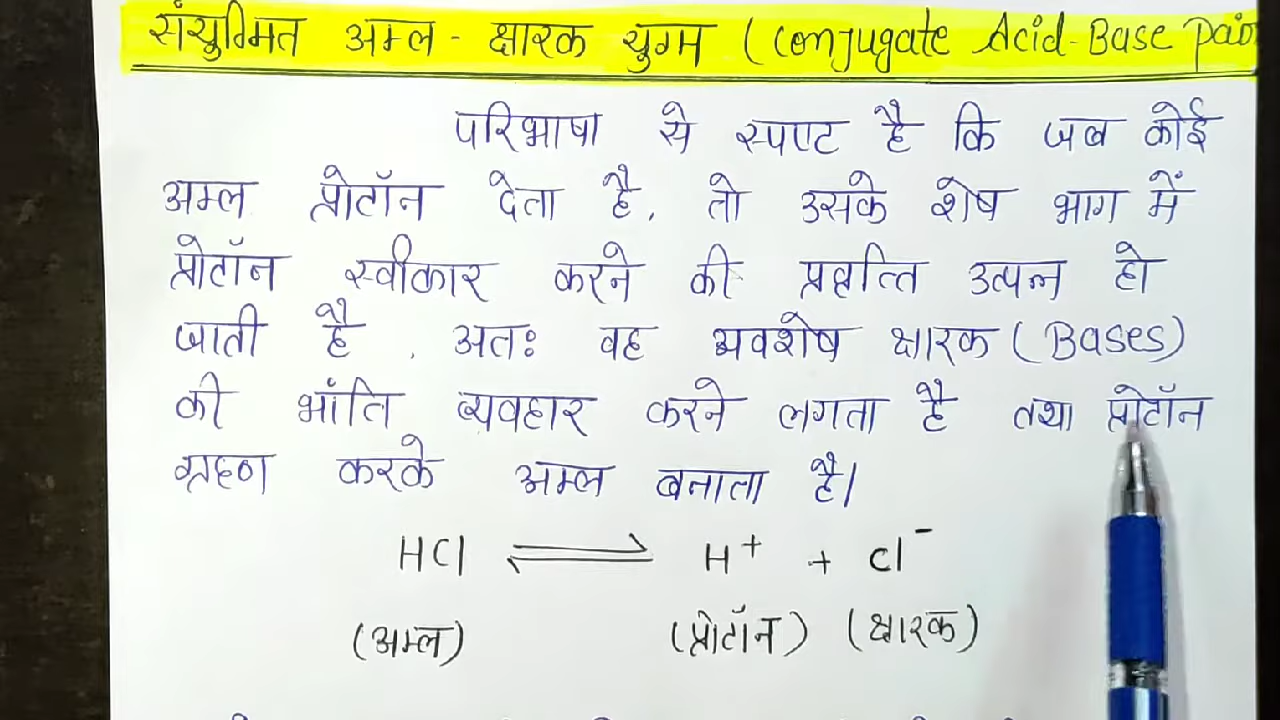 संयुग्मित अम्ल - क्षारक युग्म (Conjugate Acid-Base pair
परिभाषा से स्पष्ट है कि जब कोई
अम्ल प्रोटॉन देता है, तो उसके शेष भाग में
प्रोटॉन स्वीकार करने की प्रवृत्ति उत्पन्न हो
जाती है . अतः वह अवशेष क्षारक (Bases)
की भाँति व्यवहार करने लगता है तथा प्रोटॉन
ग्रहण करके अम्ल बनाता है।
HCl ⇌ H⁺ + Cl⁻
(अम्ल) (प्रोटॉन) (क्षारक)